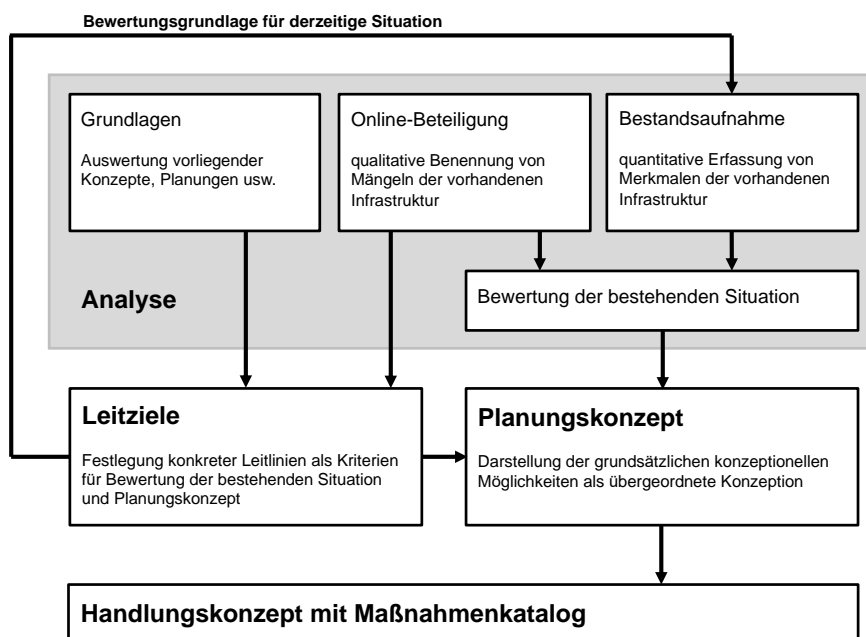 Bewertungsgrundlage für derzeitige Situation
Grundlagen
Auswertung vorliegender
Konzepte, Planungen usw.
Online-Beteiligung
qualitative Benennung von
Mängeln der vorhandenen
Infrastruktur
Bestandsaufnahme
quantitative Erfassung von
Merkmalen der vorhandenen
Infrastruktur
Analyse
Bewertung der bestehenden Situation
Leitziele
Festlegung konkreter Leitlinien als Kriterien
für Bewertung der bestehenden Situation
und Planungskonzept
Planungskonzept
Darstellung der grundsätzlichen konzeptionellen
Möglichkeiten als übergeordnete Konzeption
Handlungskonzept mit Maßnahmenkatalog